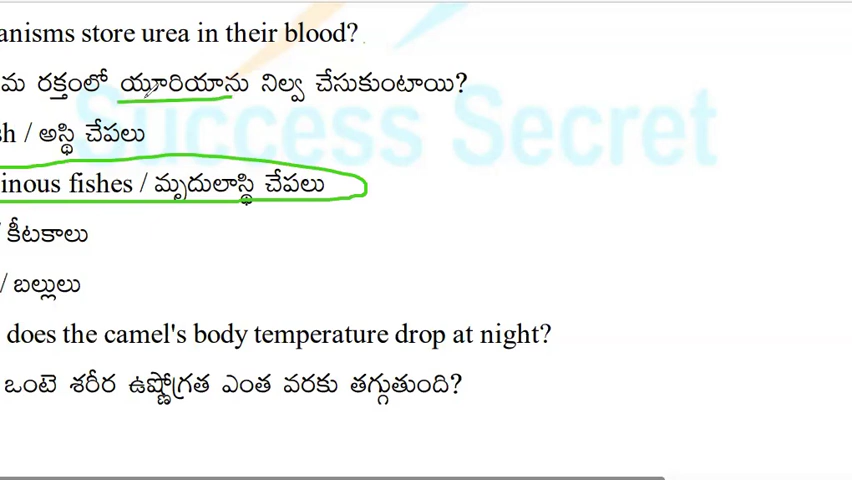 anisms store urea in their blood?
మ రక్తంలో యూరియాను నిల్వ చేసుకుంటాయి?
sh / అస్థి చేపలు
inous fishes / మృదులాస్థి చేపలు
/ కీటకాలు
/ బల్లులు
does the camel's body temperature drop at night?
ఒంటె శరీర ఉష్ణోగ్రత ఎంత వరకు తగ్గుతుంది?
Success Secret